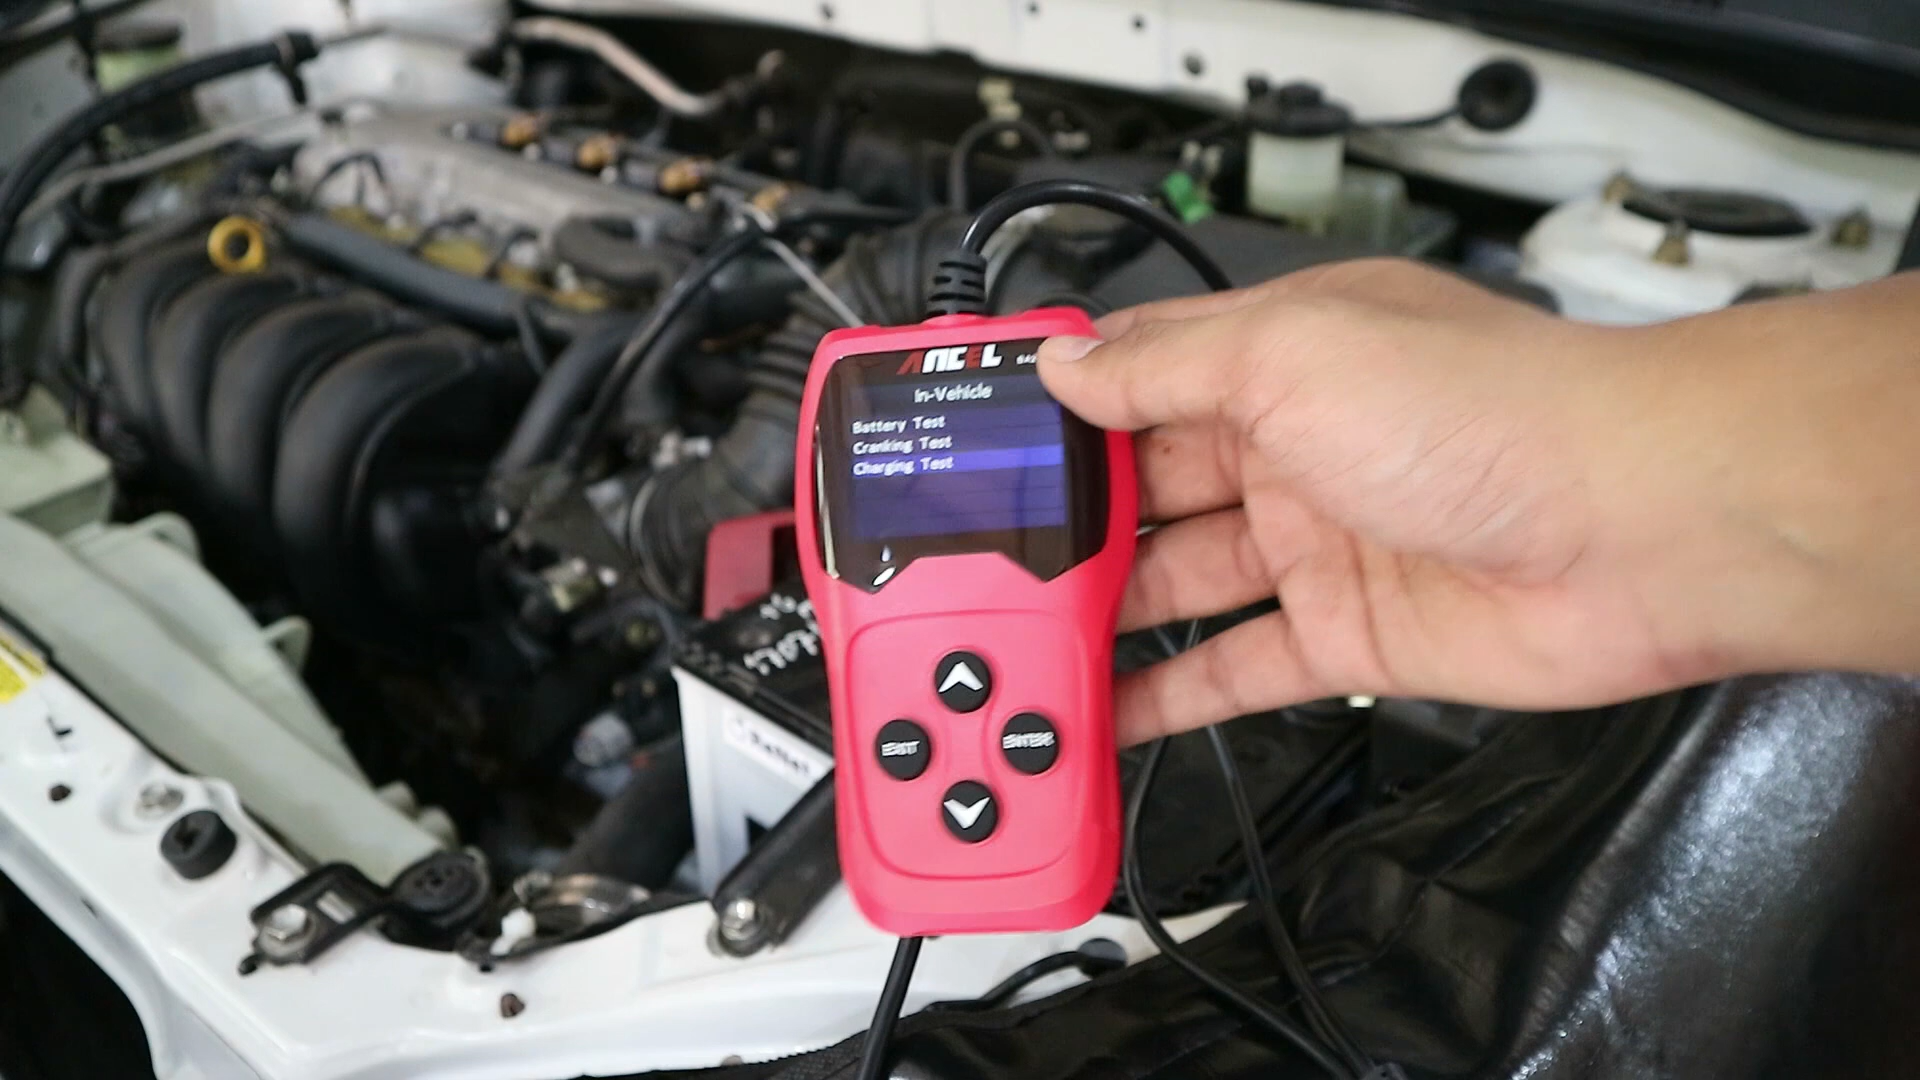 ANCEL
In-Vehicle
Battery Test
Cranking Test
Charging Test
EXIT
ENTER